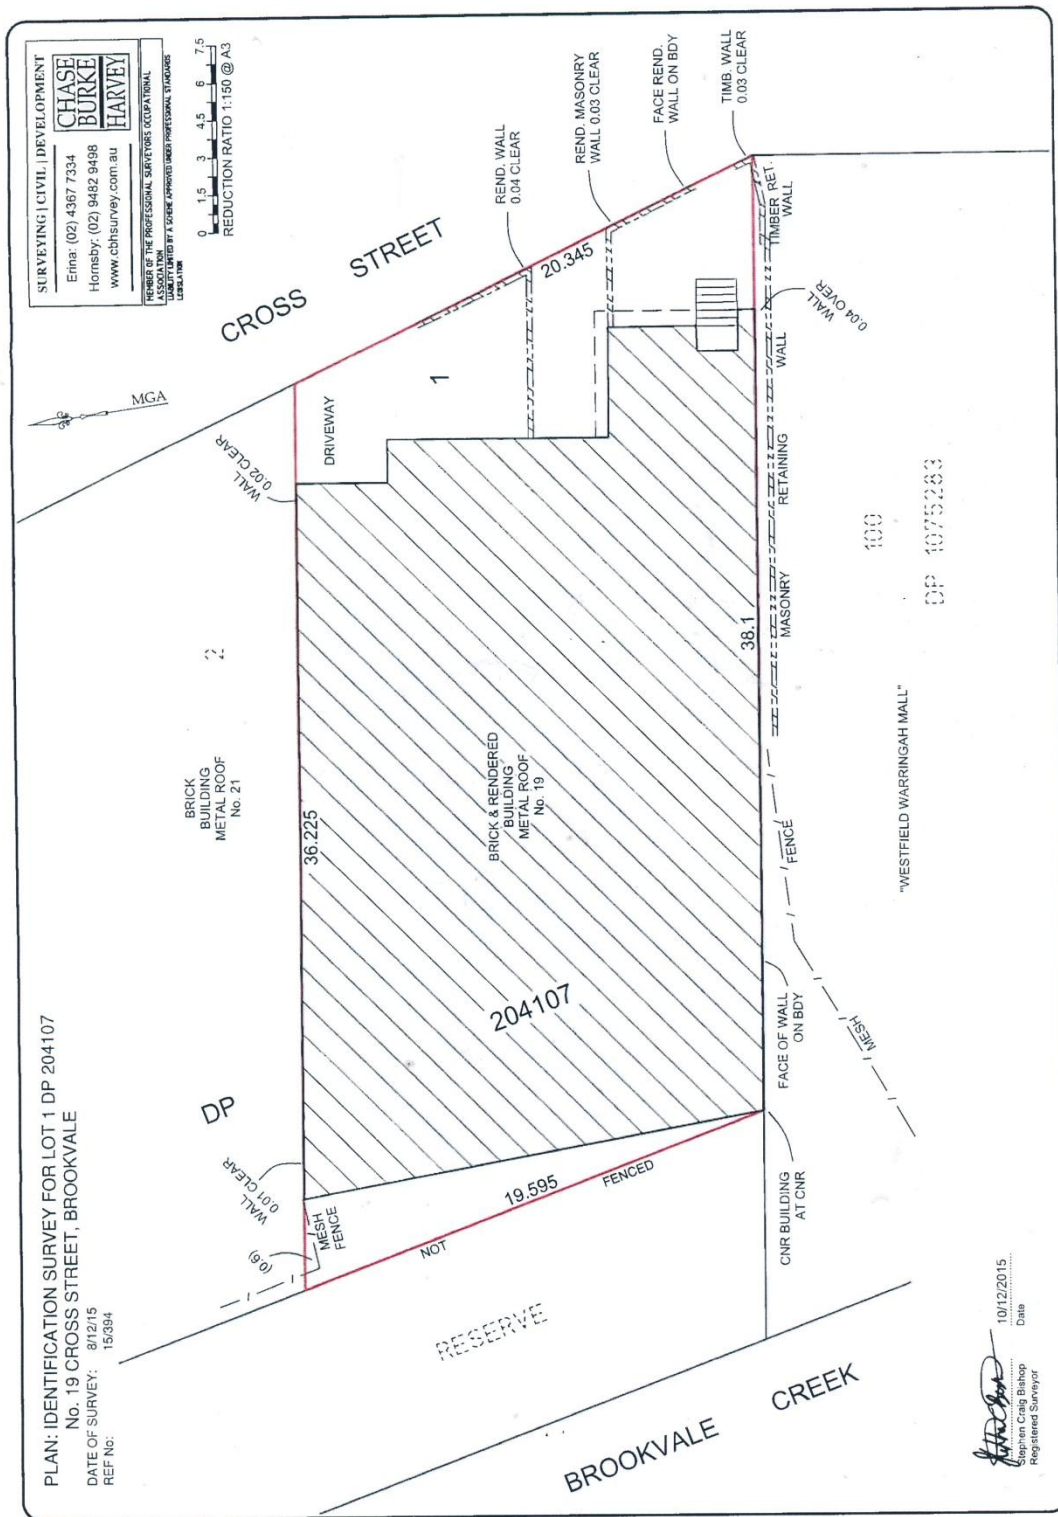 PLAN: IDENTIFICATION SURVEY FOR LOT 1 DP 204107
No. 19 CROSS STREET, BROOKVALE
DATE OF SURVEY: 8/12/15
REF No: 15/394
SURVEYING | CIVIL | DEVELOPMENT
Erina: (02) 4367 7334
Hornsby: (02) 9482 9498
www.cbhsurvey.com.au
CHASE
BURKE
HARVEY
MEMBER OF THE PROFESSIONAL SURVEYORS OCCUPATIONAL
ASSOCIATION
LIABILITY LIMITED BY A SCHEME APPROVED UNDER PROFESSIONAL STANDARDS
LEGISLATION
0 1.5 3 4.5 6 7.5
REDUCTION RATIO 1:150 @ A3
MGA
CROSS STREET
DP
2
BRICK
BUILDING
METAL ROOF
No. 21
WALL
0.01 CLEAR
WALL
0.02 CLEAR
(0.6)
MESH
FENCE
36.225
DRIVEWAY
1
REND. WALL
0.04 CLEAR
20.345
REND. MASONRY
WALL 0.03 CLEAR
FACE REND.
WALL ON BDY
TIMB. WALL
0.03 CLEAR
BRICK & RENDERED
BUILDING
METAL ROOF
No. 19
204107
19.595
NOT FENCED
RESERVE
BROOKVALE CREEK
38.1
TIMBER RET.
WALL
WALL
0.04 OVER
MASONRY RETAINING WALL
MESH FENCE
FACE OF WALL
ON BDY
CNR BUILDING
AT CNR
"WESTFIELD WARRINGAH MALL"
100
DP 1075283
Stephen Craig Bishop
Registered Surveyor
10/12/2015
Date